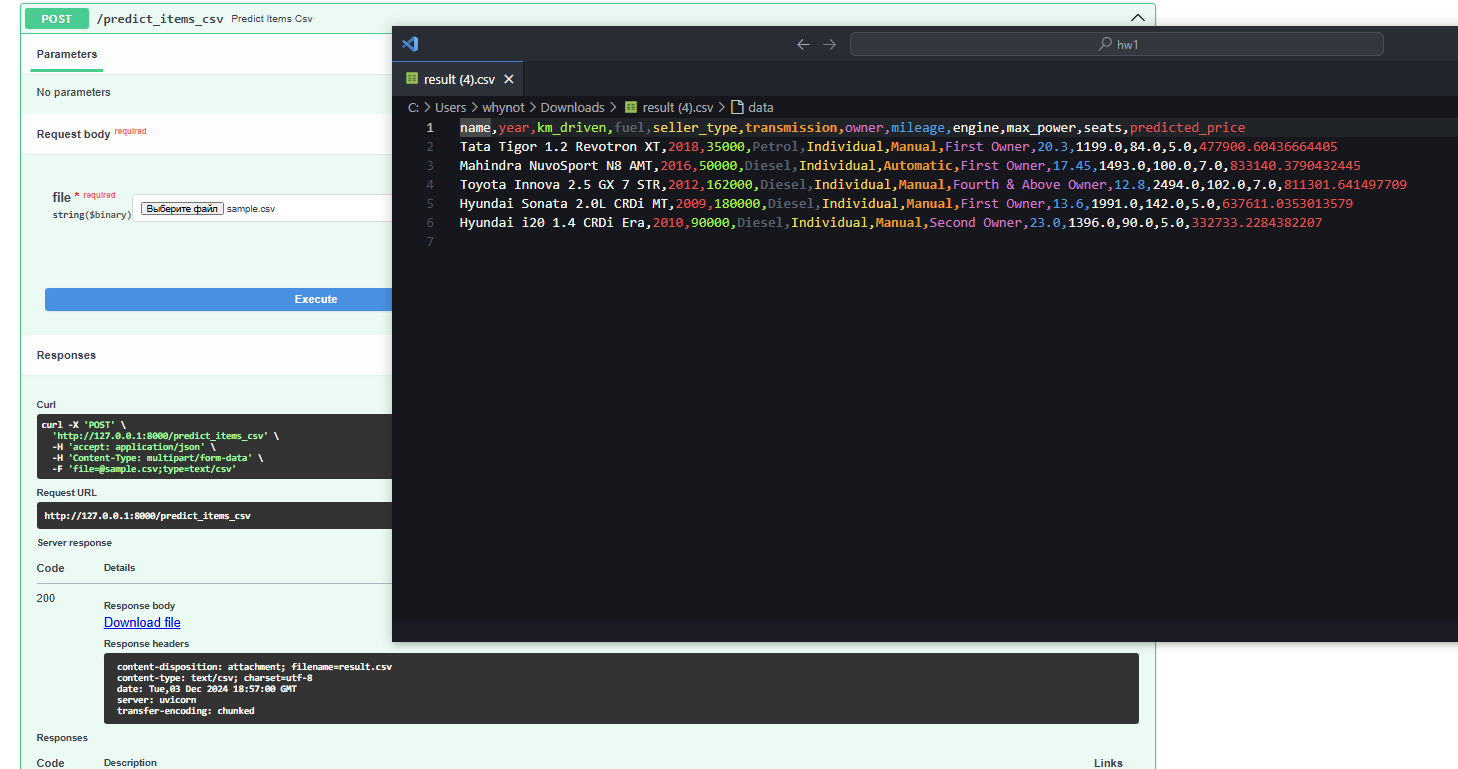 POST /predict_items_csv Predict Items Csv
Parameters
No parameters
Request body required
file * required
string($binary)
Выберите файл sample.csv
Execute
Responses
Curl
curl -X 'POST' \
'http://127.0.0.1:8000/predict_items_csv' \
-H 'accept: application/json' \
-H 'Content-Type: multipart/form-data' \
-F 'file=@sample.csv;type=text/csv'
Request URL
http://127.0.0.1:8000/predict_items_csv
Server response
Code Details
200
Response body
Download file
Response headers
content-disposition: attachment; filename=result.csv
content-type: text/csv; charset=utf-8
date: Tue,03 Dec 2024 18:57:00 GMT
server: uvicorn
transfer-encoding: chunked
Responses
Code Description Links
hw1
result (4).csv
C: > Users > whynot > Downloads > result (4).csv > data
1 name,year,km_driven,fuel,seller_type,transmission,owner,mileage,engine,max_power,seats,predicted_price
2 Tata Tigor 1.2 Revotron XT,2018,35000,Petrol,Individual,Manual,First Owner,20.3,1199.0,84.0,5.0,477900.60436664405
3 Mahindra NuvoSport N8 AMT,2016,50000,Diesel,Individual,Automatic,First Owner,17.45,1493.0,100.0,7.0,833140.3790432445
4 Toyota Innova 2.5 GX 7 STR,2012,162000,Diesel,Individual,Manual,Fourth & Above Owner,12.8,2494.0,102.0,7.0,811301.641497709
5 Hyundai Sonata 2.0L CRDi MT,2009,180000,Diesel,Individual,Manual,First Owner,13.6,1991.0,142.0,5.0,637611.0353013579
6 Hyundai i20 1.4 CRDi Era,2010,90000,Diesel,Individual,Manual,Second Owner,23.0,1396.0,90.0,5.0,332733.2284382207
7